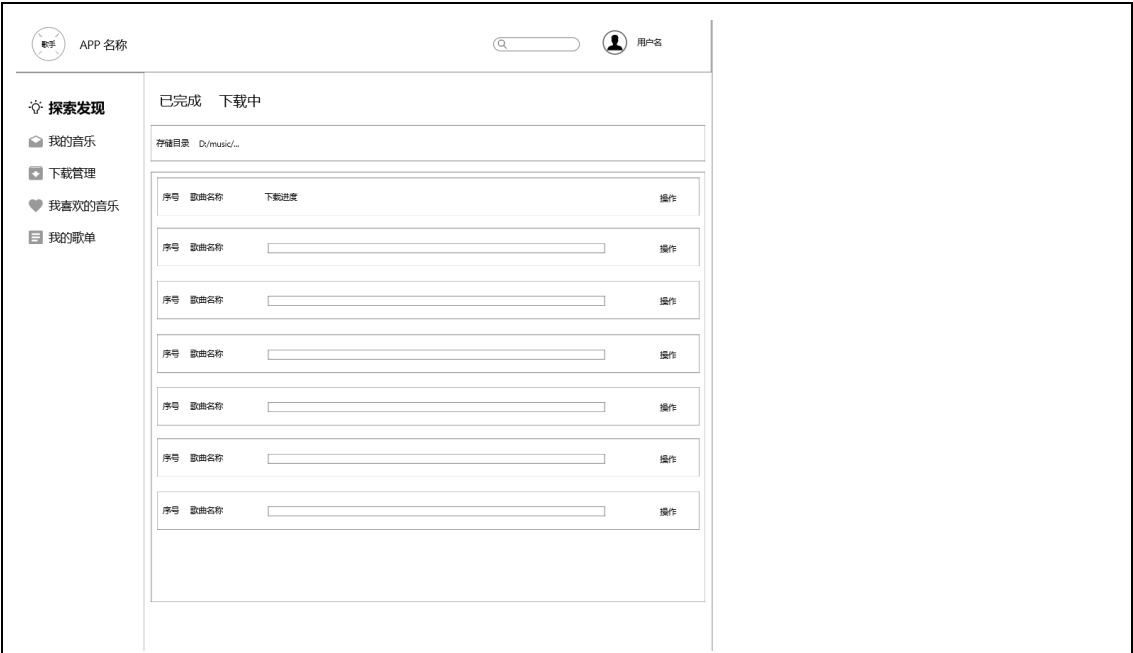 歌手 APP 名称 用户名
探索发现
我的音乐
下载管理
我喜欢的音乐
我的歌单
已完成 下载中
存储目录 D:/music/...
序号 歌曲名称 下载进度 操作
序号 歌曲名称 操作
序号 歌曲名称 操作
序号 歌曲名称 操作
序号 歌曲名称 操作
序号 歌曲名称 操作
序号 歌曲名称 操作